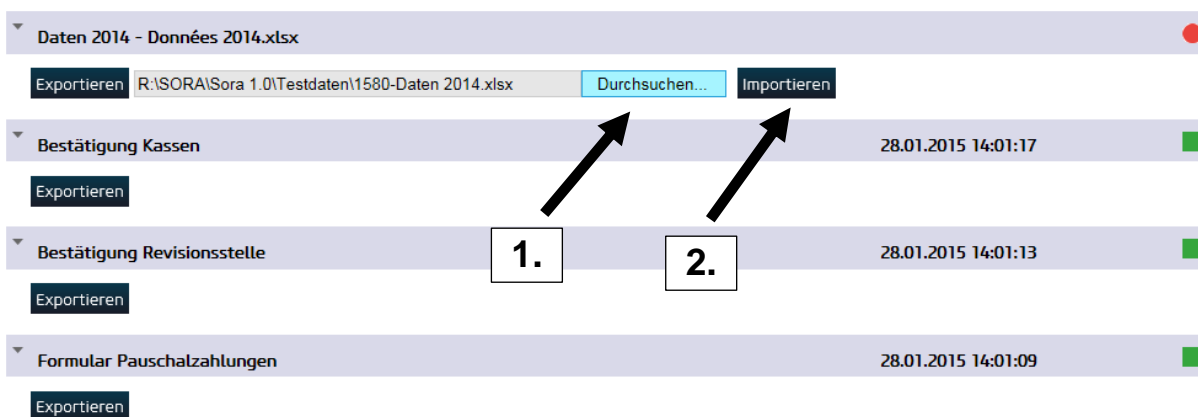 Daten 2014 - Données 2014.xlsx
Exportieren R:\SORA\Sora 1.0\Testdaten\1580-Daten 2014.xlsx Durchsuchen... Importieren
Bestätigung Kassen 28.01.2015 14:01:17
Exportieren
Bestätigung Revisionsstelle 28.01.2015 14:01:13
1. 2.
Exportieren
Formular Pauschalzahlungen 28.01.2015 14:01:09
Exportieren